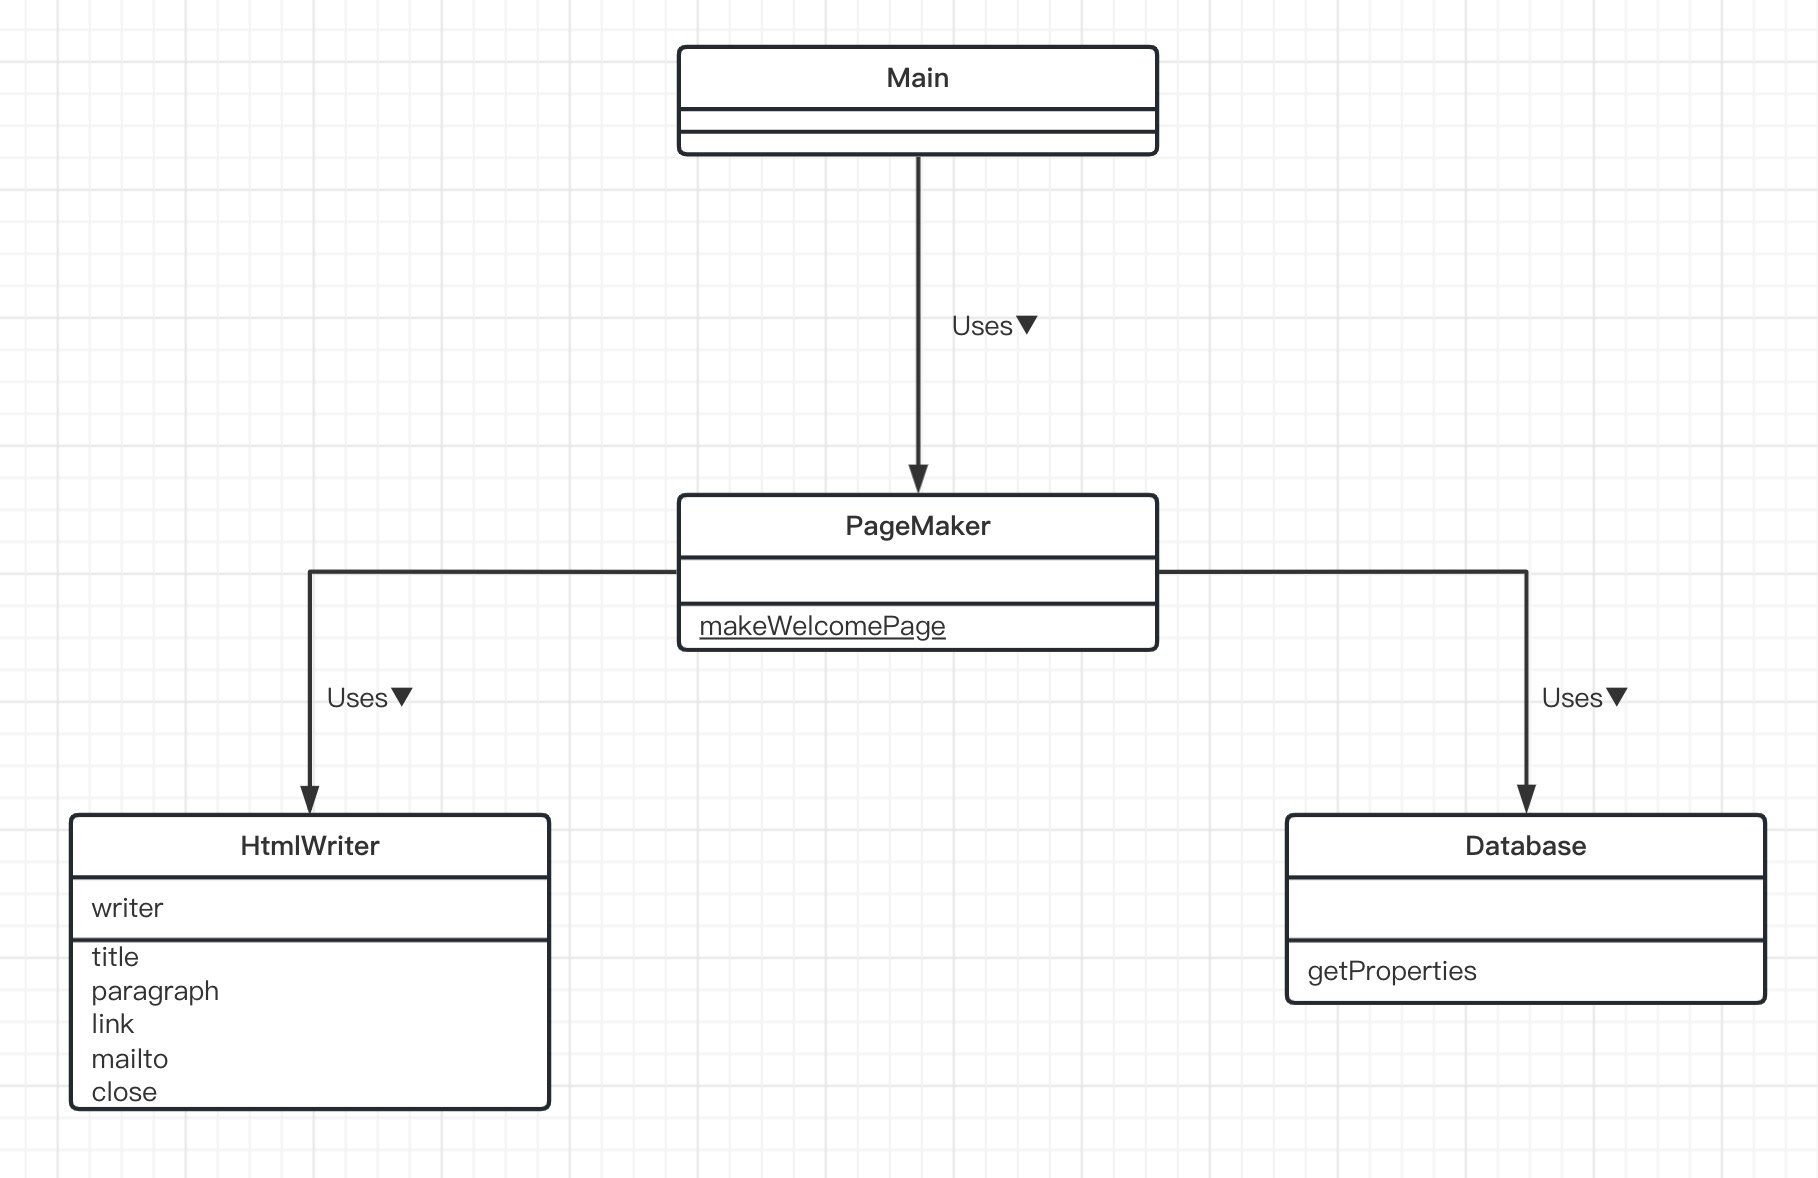 Main
Uses▼
PageMaker
makeWelcomePage
Uses▼
Uses▼
HtmlWriter
writer
title
paragraph
link
mailto
close
Database
getProperties